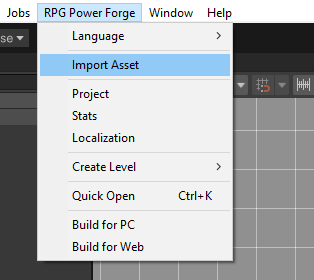 Jobs RPG Power Forge Window Help
se
Language
Import Asset
Project
Stats
Localization
Create Level
Quick Open Ctrl+K
Build for PC
Build for Web